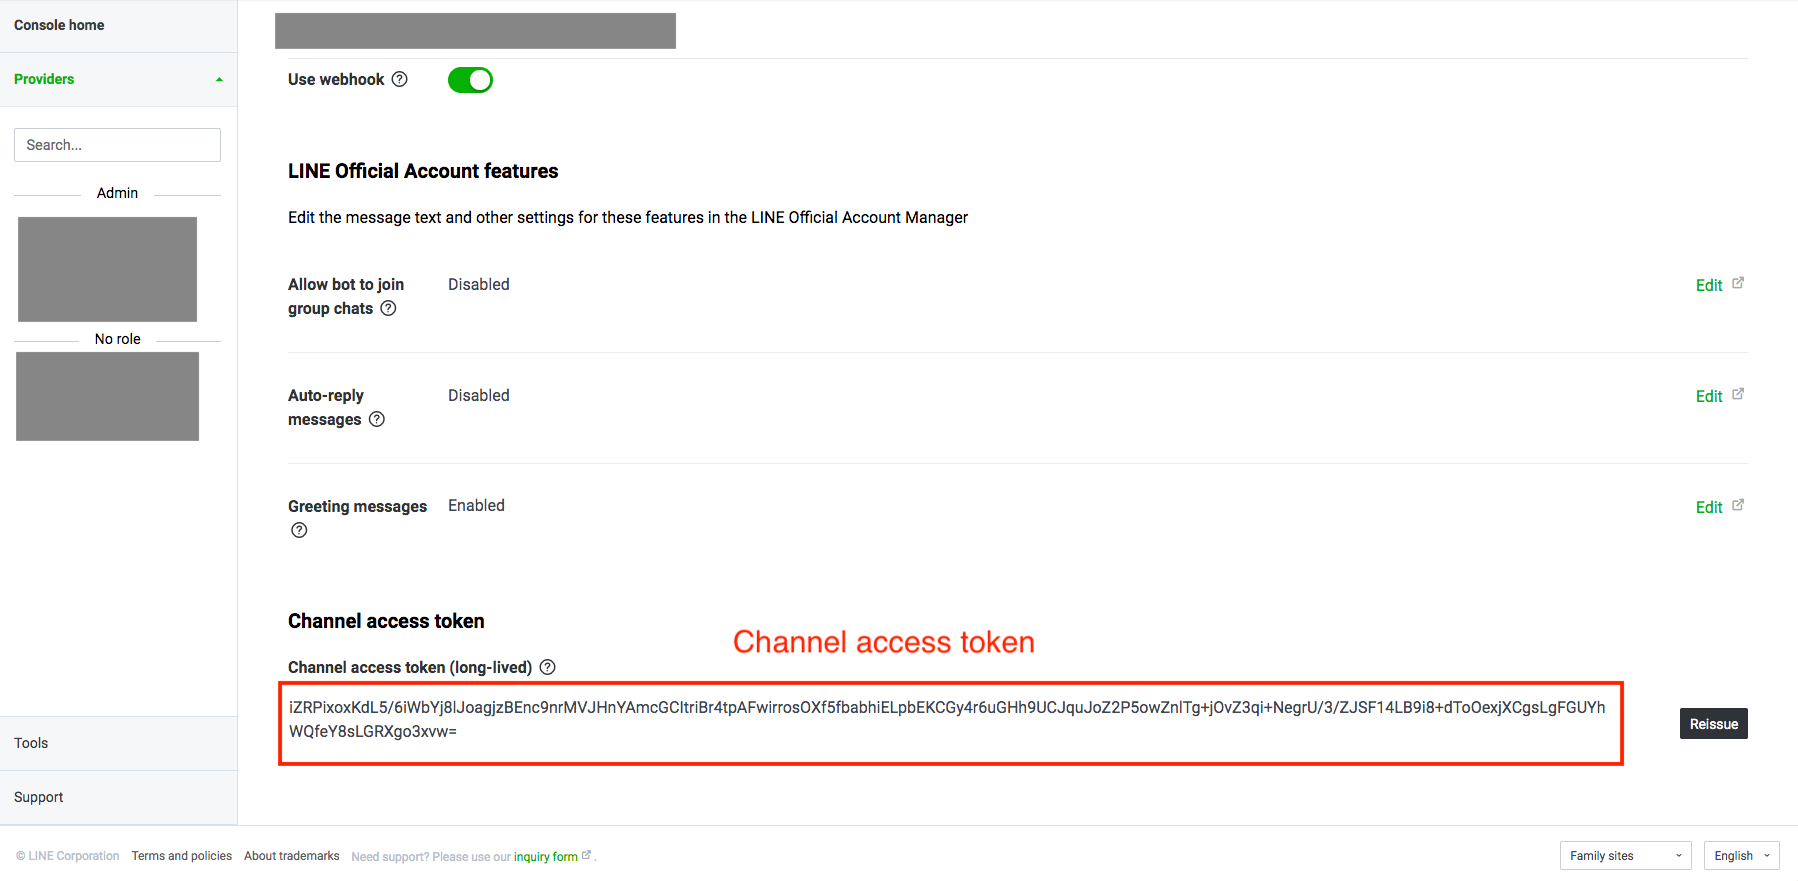 Console home
Providers
Search...
Admin
No role
Tools
Support
Use webhook
LINE Official Account features
Edit the message text and other settings for these features in the LINE Official Account Manager
Allow bot to join
group chats
Disabled
Edit
Auto-reply
messages
Disabled
Edit
Greeting messages
Enabled
Edit
Channel access token
Channel access token
Channel access token (long-lived)
iZRPixoxKdL5/6iWbYj8lJoagjzBEnc9nrMVJHnYAmcGCItriBr4tpAFwirrosOXf5fbabhiELpbEKCGy4r6uGHh9UCJquJoZ2P5owZnlTg+jOvZ3qi+NegrU/3/ZJSF14LB9i8+dToOexjXCgsLgFGUYh
WQfeY8sLGRXgo3xvw=
Reissue
© LINE Corporation Terms and policies About trademarks Need support? Please use our inquiry form .
Family sites
English